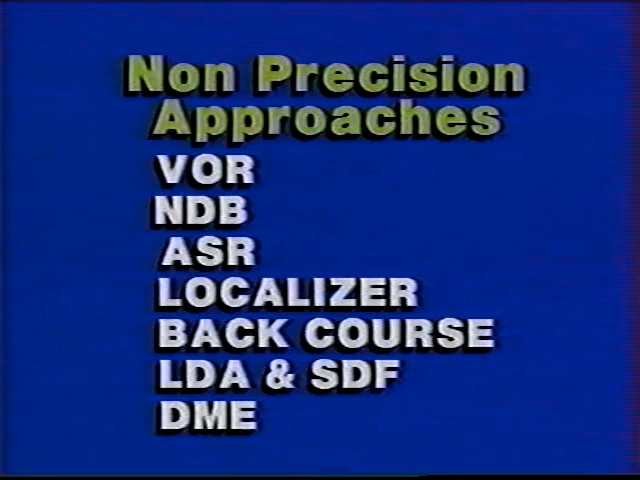 Non Precision
Approaches
VOR
NDB
ASR
LOCALIZER
BACK COURSE
LDA & SDF
DME